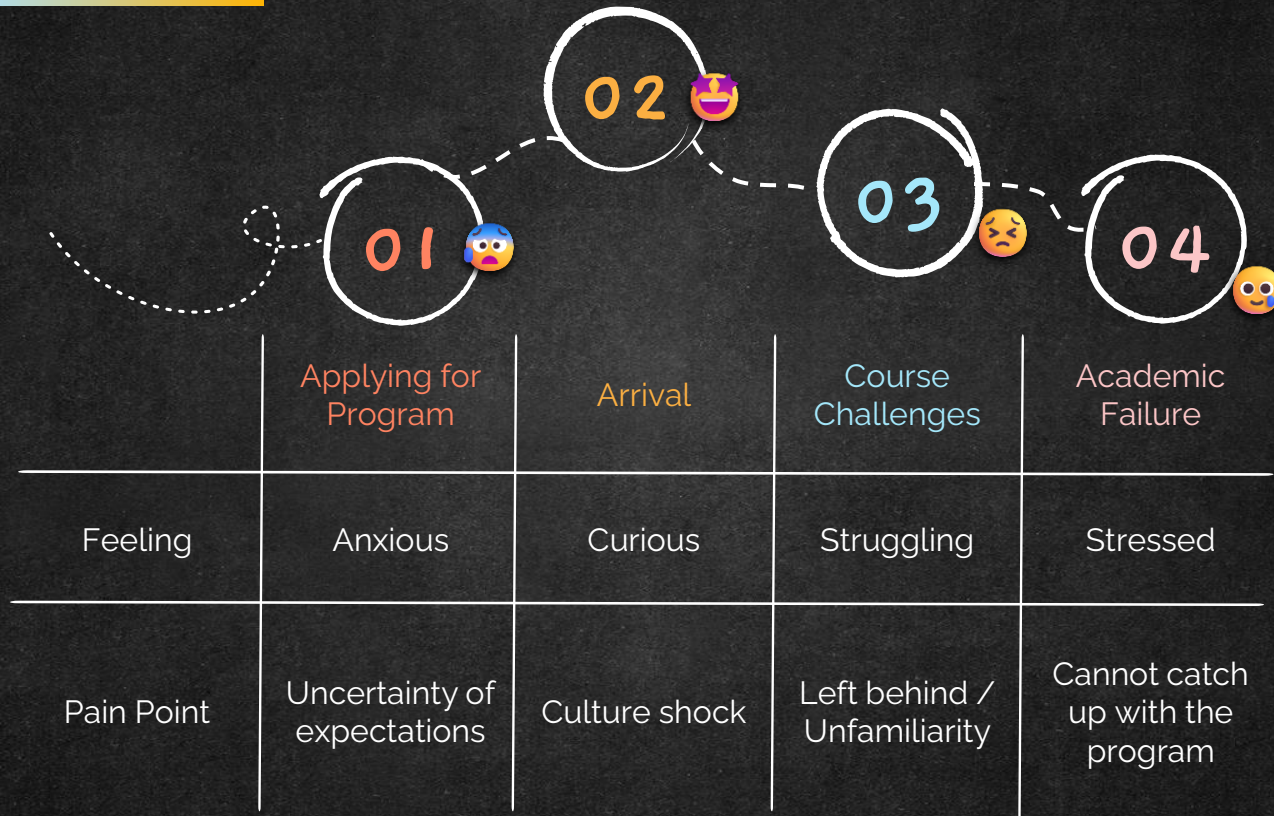 01
02
03
04
Applying for
Program
Arrival
Course
Challenges
Academic
Failure
Feeling
Anxious
Curious
Struggling
Stressed
Pain Point
Uncertainty of
expectations
Culture shock
Left behind /
Unfamiliarity
Cannot catch
up with the
program